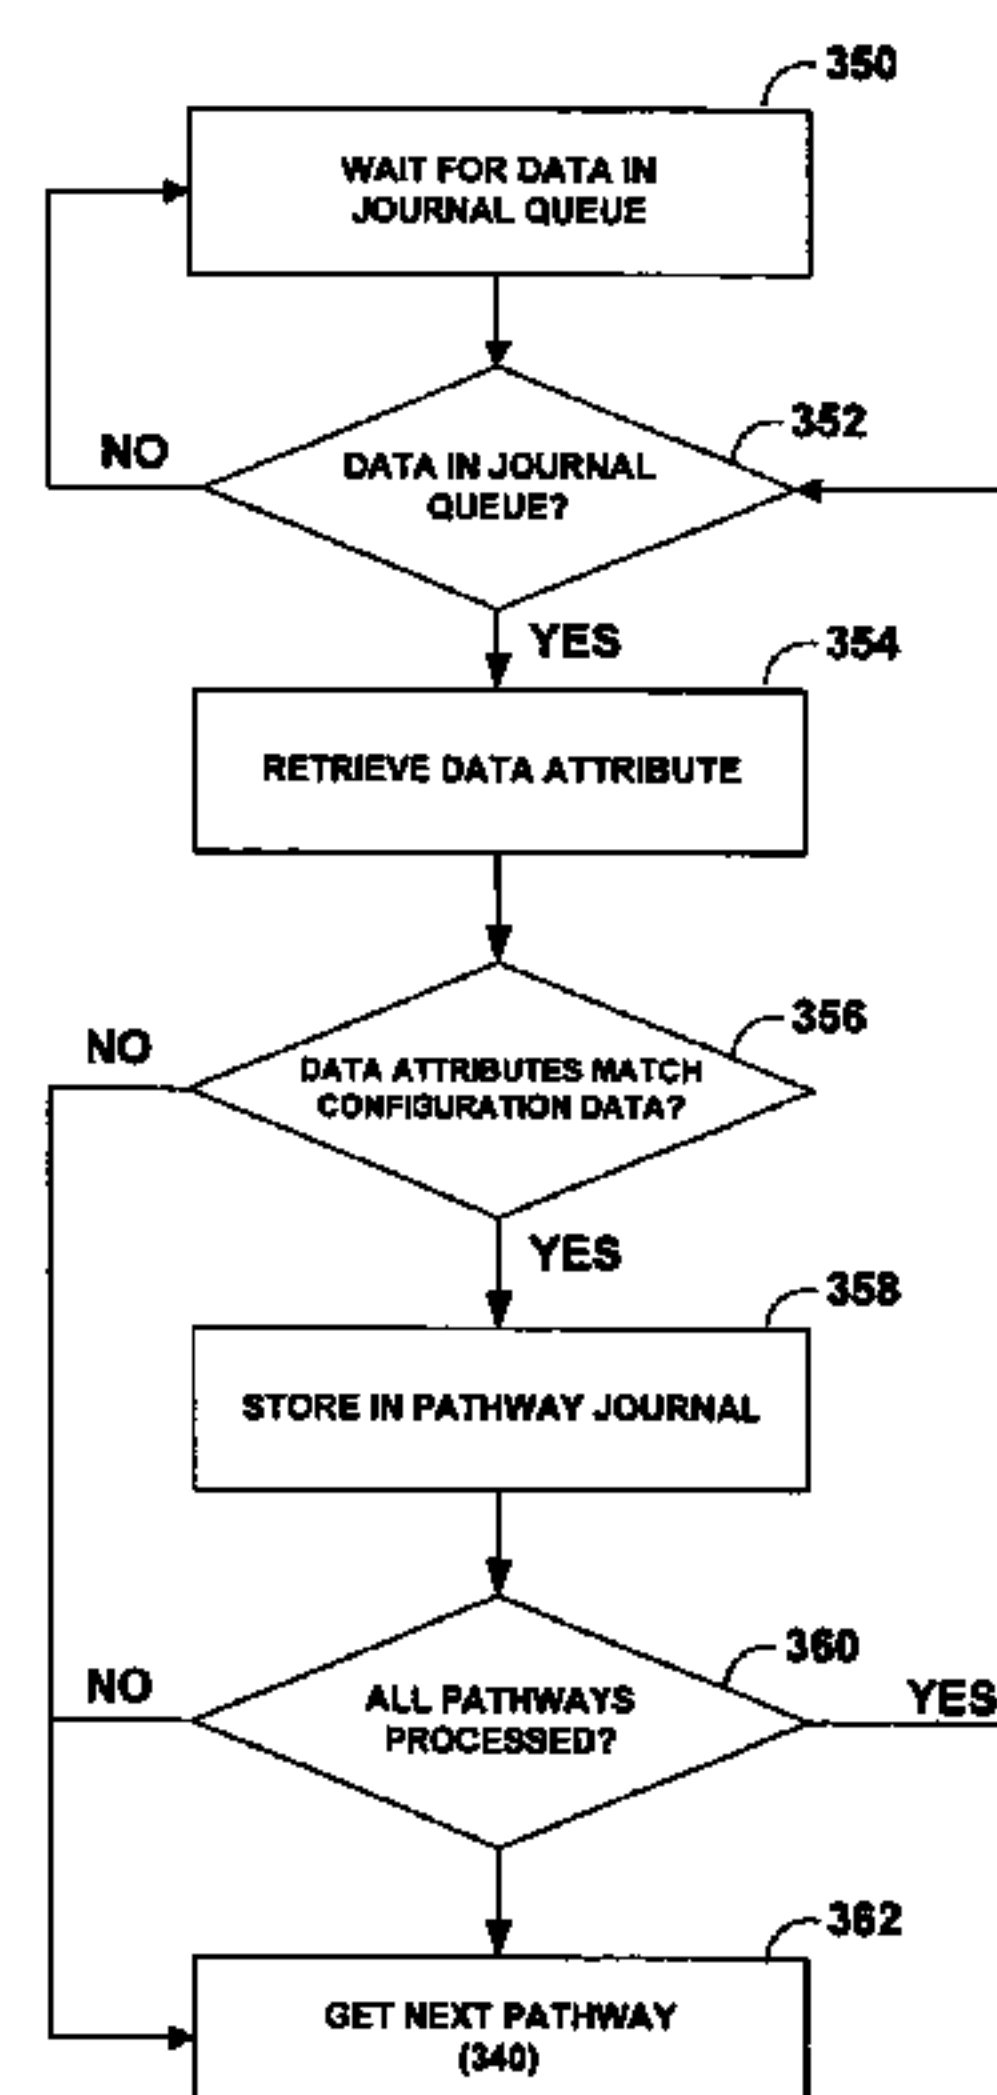 350
WAIT FOR DATA IN
JOURNAL QUEUE
352
NO
DATA IN JOURNAL
QUEUE?
YES
354
RETRIEVE DATA ATTRIBUTE
356
NO
DATA ATTRIBUTES MATCH
CONFIGURATION DATA?
YES
358
STORE IN PATHWAY JOURNAL
360
NO
ALL PATHWAYS
PROCESSED?
YES
362
GET NEXT PATHWAY
(340)